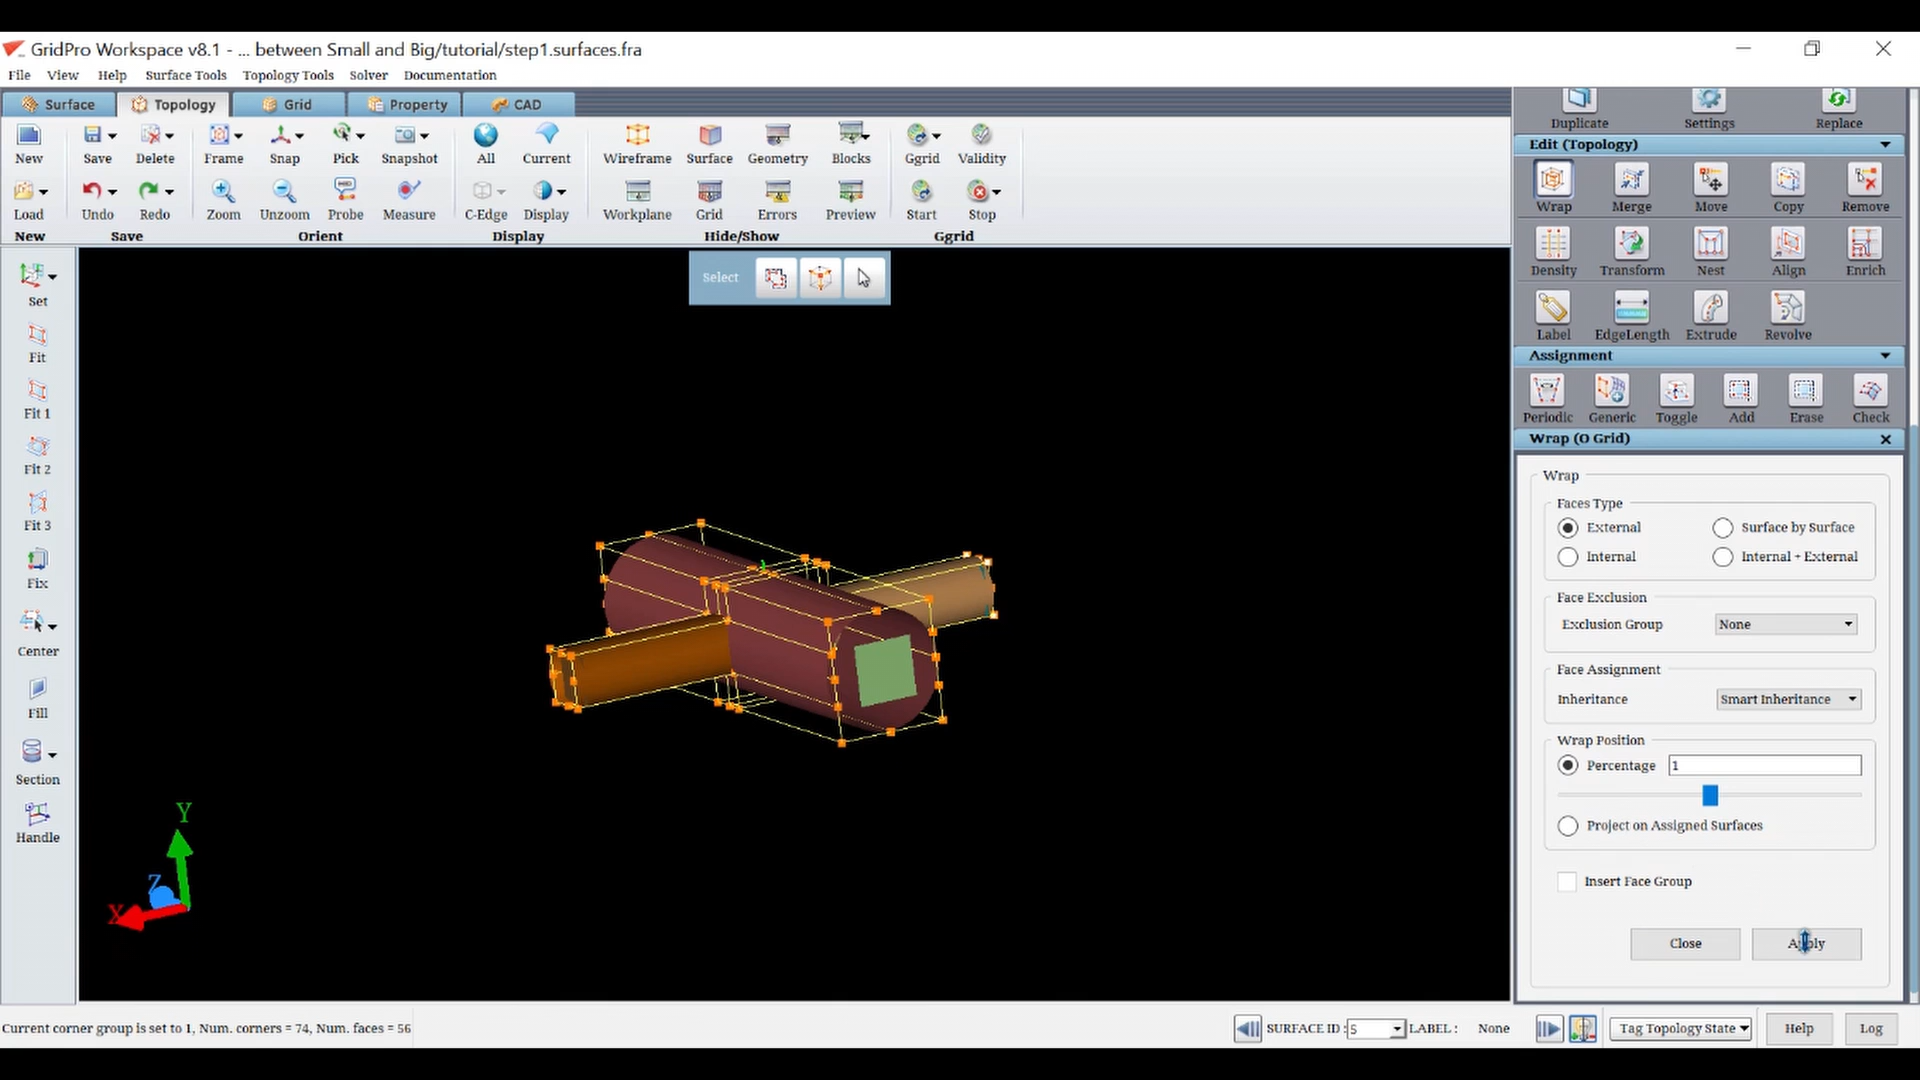 GridPro Workspace v8.1 - ... between Small and Big/tutorial/step1.surfaces.fra
File View Help Surface Tools Topology Tools Solver Documentation
Surface Topology Grid Property CAD
New Save Delete Frame Snap Pick Snapshot All Current Wireframe Surface Geometry Blocks Ggrid Validity
Load Undo Redo Zoom Unzoom Probe Measure C-Edge Display Workplane Grid Errors Preview Start Stop
New Save Orient Display Hide/Show Ggrid
Select
Set
Fit
Fit 1
Fit 2
Fit 3
Fix
Center
Fill
Section
Handle
Y
Z
X
Duplicate Settings Replace
Edit (Topology)
Wrap Merge Move Copy Remove
Density Transform Nest Align Enrich
Label EdgeLength Extrude Revolve
Assignment
Periodic Generic Toggle Add Erase Check
Wrap (O Grid)
Wrap
Faces Type
External Surface by Surface
Internal Internal + External
Face Exclusion
Exclusion Group None
Face Assignment
Inheritance Smart Inheritance
Wrap Position
Percentage 1
Project on Assigned Surfaces
Insert Face Group
Close Apply
Current corner group is set to 1, Num. corners = 74, Num. faces = 56
SURFACE ID : 5 LABEL : None Tag Topology State Help Log